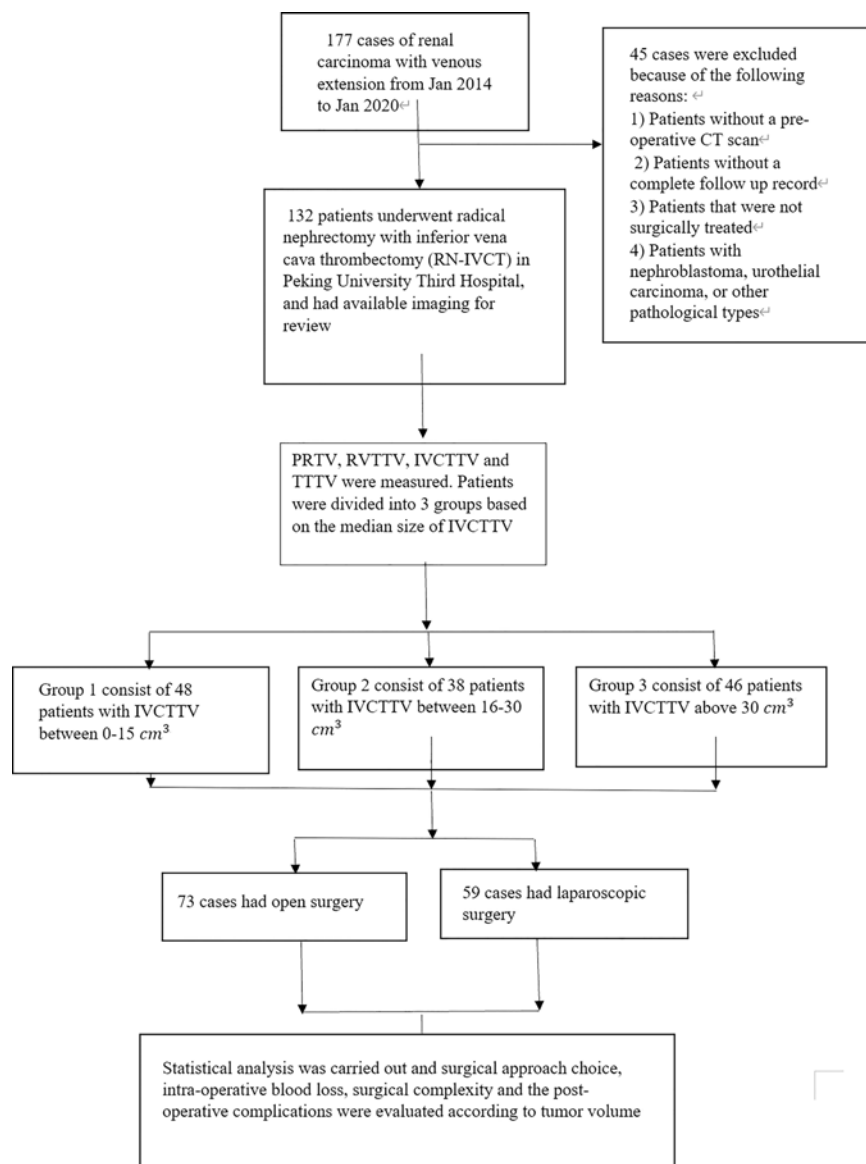 177 cases of renal
carcinoma with venous
extension from Jan 2014
to Jan 2020↵
45 cases were excluded
because of the following
reasons: ↵
1) Patients without a pre-
operative CT scan↵
2) Patients without a
complete follow up record↵
3) Patients that were not
surgically treated↵
4) Patients with
nephroblastoma, urothelial
carcinoma, or other
pathological types↵
132 patients underwent radical
nephrectomy with inferior vena
cava thrombectomy (RN-IVCT) in
Peking University Third Hospital,
and had available imaging for
review
PRTV, RVTTV, IVCTTV and
TTTV were measured. Patients
were divided into 3 groups based
on the median size of IVCTTV
Group 1 consist of 48
patients with IVCTTV
between 0-15 cm³
Group 2 consist of 38 patients
with IVCTTV between 16-30
cm³
Group 3 consist of 46 patients
with IVCTTV above 30 cm³
73 cases had open surgery
59 cases had laparoscopic
surgery
Statistical analysis was carried out and surgical approach choice,
intra-operative blood loss, surgical complexity and the post-
operative complications were evaluated according to tumor volume